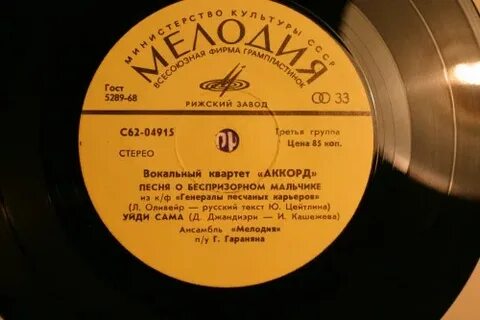 МИНИСТЕРСТВО КУЛЬТУРЫ СССР
МЕЛОДИЯ
ВСЕСОЮЗНАЯ ФИРМА ГРАМПЛАСТИНОК
Гост
5289-68
РИЖСКИЙ ЗАВОД
33
С62-04915
Третья группа
СТЕРЕО
Цена 85 коп.
Вокальный квартет «АККОРД»
ПЕСНЯ О БЕСПРИЗОРНОМ МАЛЬЧИКЕ
из к/ф «Генералы песчаных карьеров»
(Л. Оливейр — русский текст Ю. Цейтлина)
УЙДИ САМА (Д. Джандиэри — И. Кашежева)
Ансамбль «Мелодия»
п/у Г. Гараняна